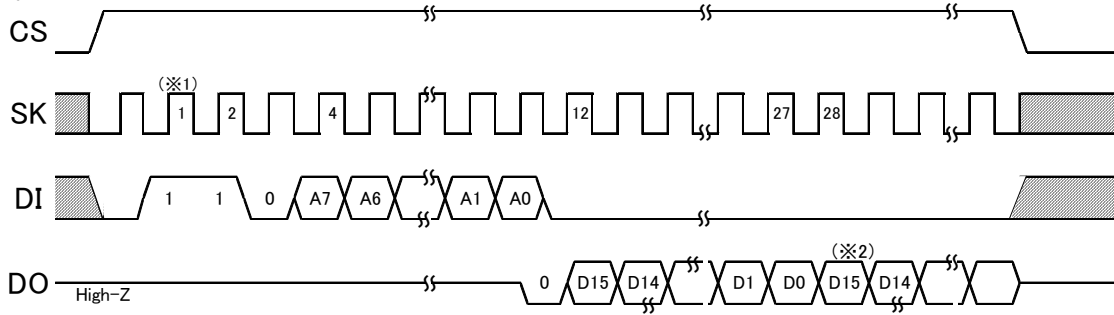 CS
(※1)
SK 1 2 4 12 27 28
DI 1 1 0 A7 A6 A1 A0
(※2)
DO 0 D15 D14 D1 D0 D15 D14
High-Z